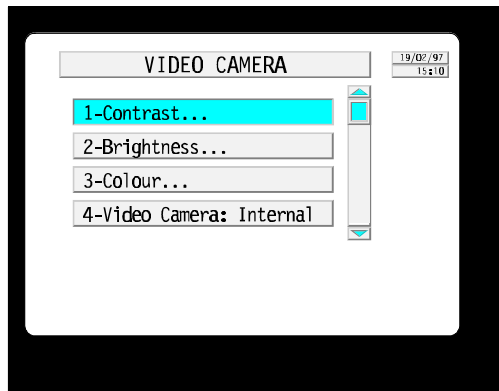 VIDEO CAMERA
19/02/97
15:10
1-Contrast...
2-Brightness...
3-Colour...
4-Video Camera: Internal